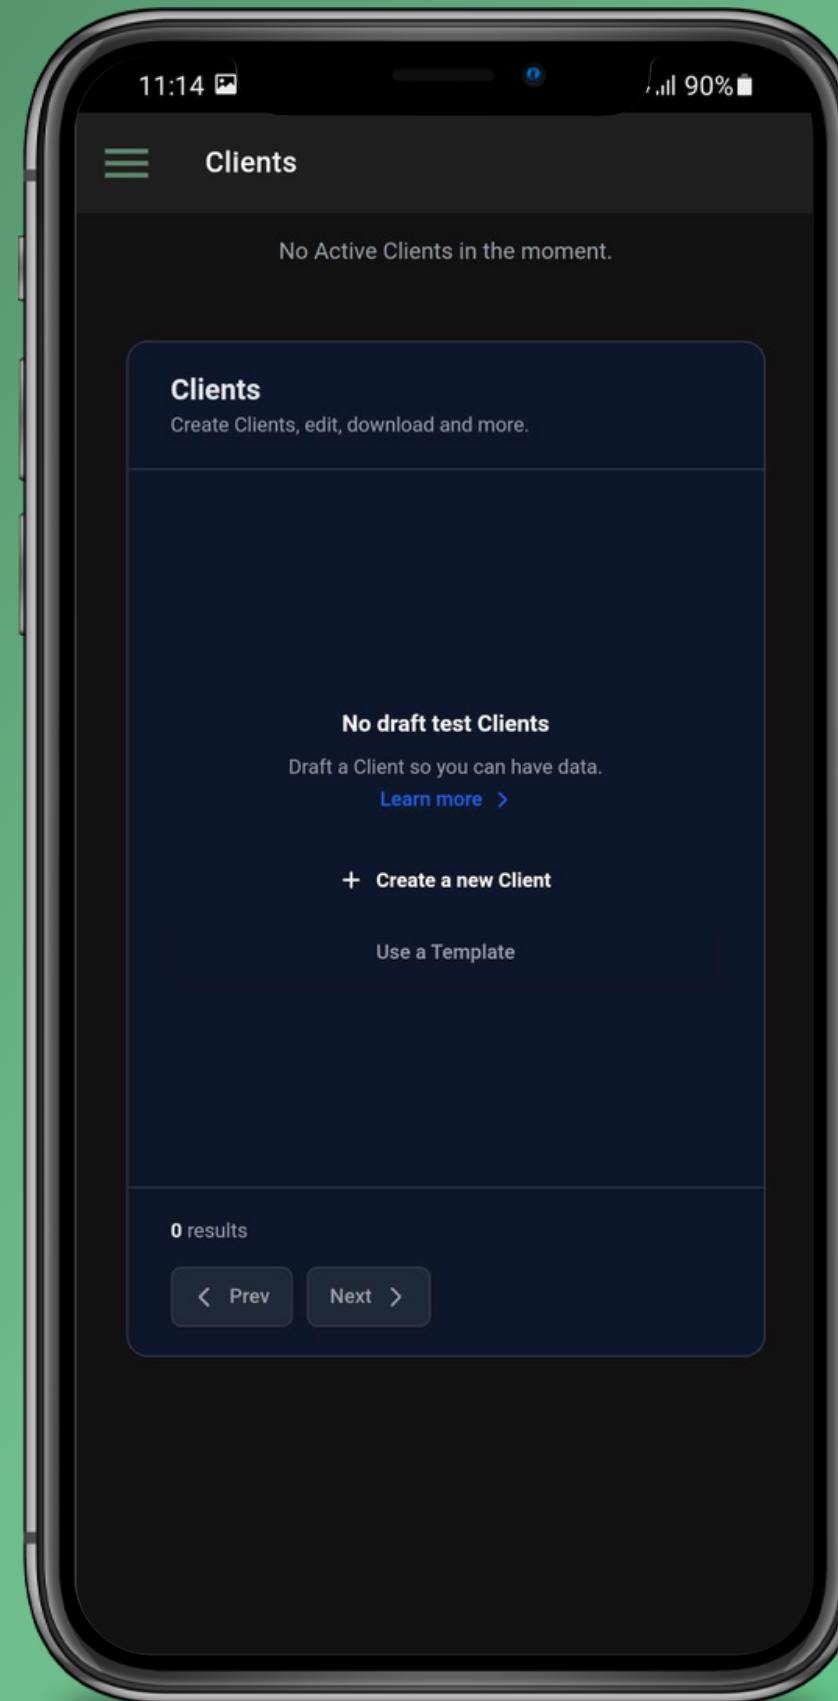 11:14 90%
Clients
No Active Clients in the moment.
Clients
Create Clients, edit, download and more.
No draft test Clients
Draft a Client so you can have data.
Learn more
Create a new Client
Use a Template
0 results
Prev Next